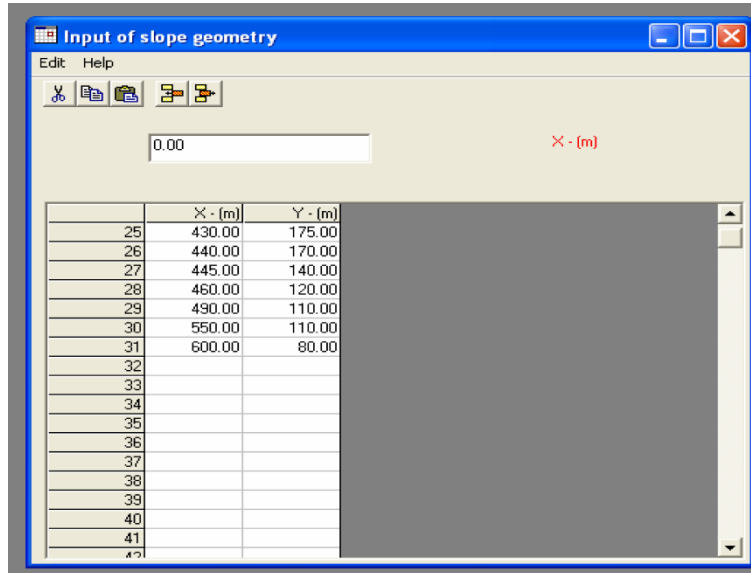 Input of slope geometry
Edit Help
0.00 X - (m)
X - (m) Y - (m)
25 430.00 175.00
26 440.00 170.00
27 445.00 140.00
28 460.00 120.00
29 490.00 110.00
30 550.00 110.00
31 600.00 80.00
32
33
34
35
36
37
38
39
40
41
42